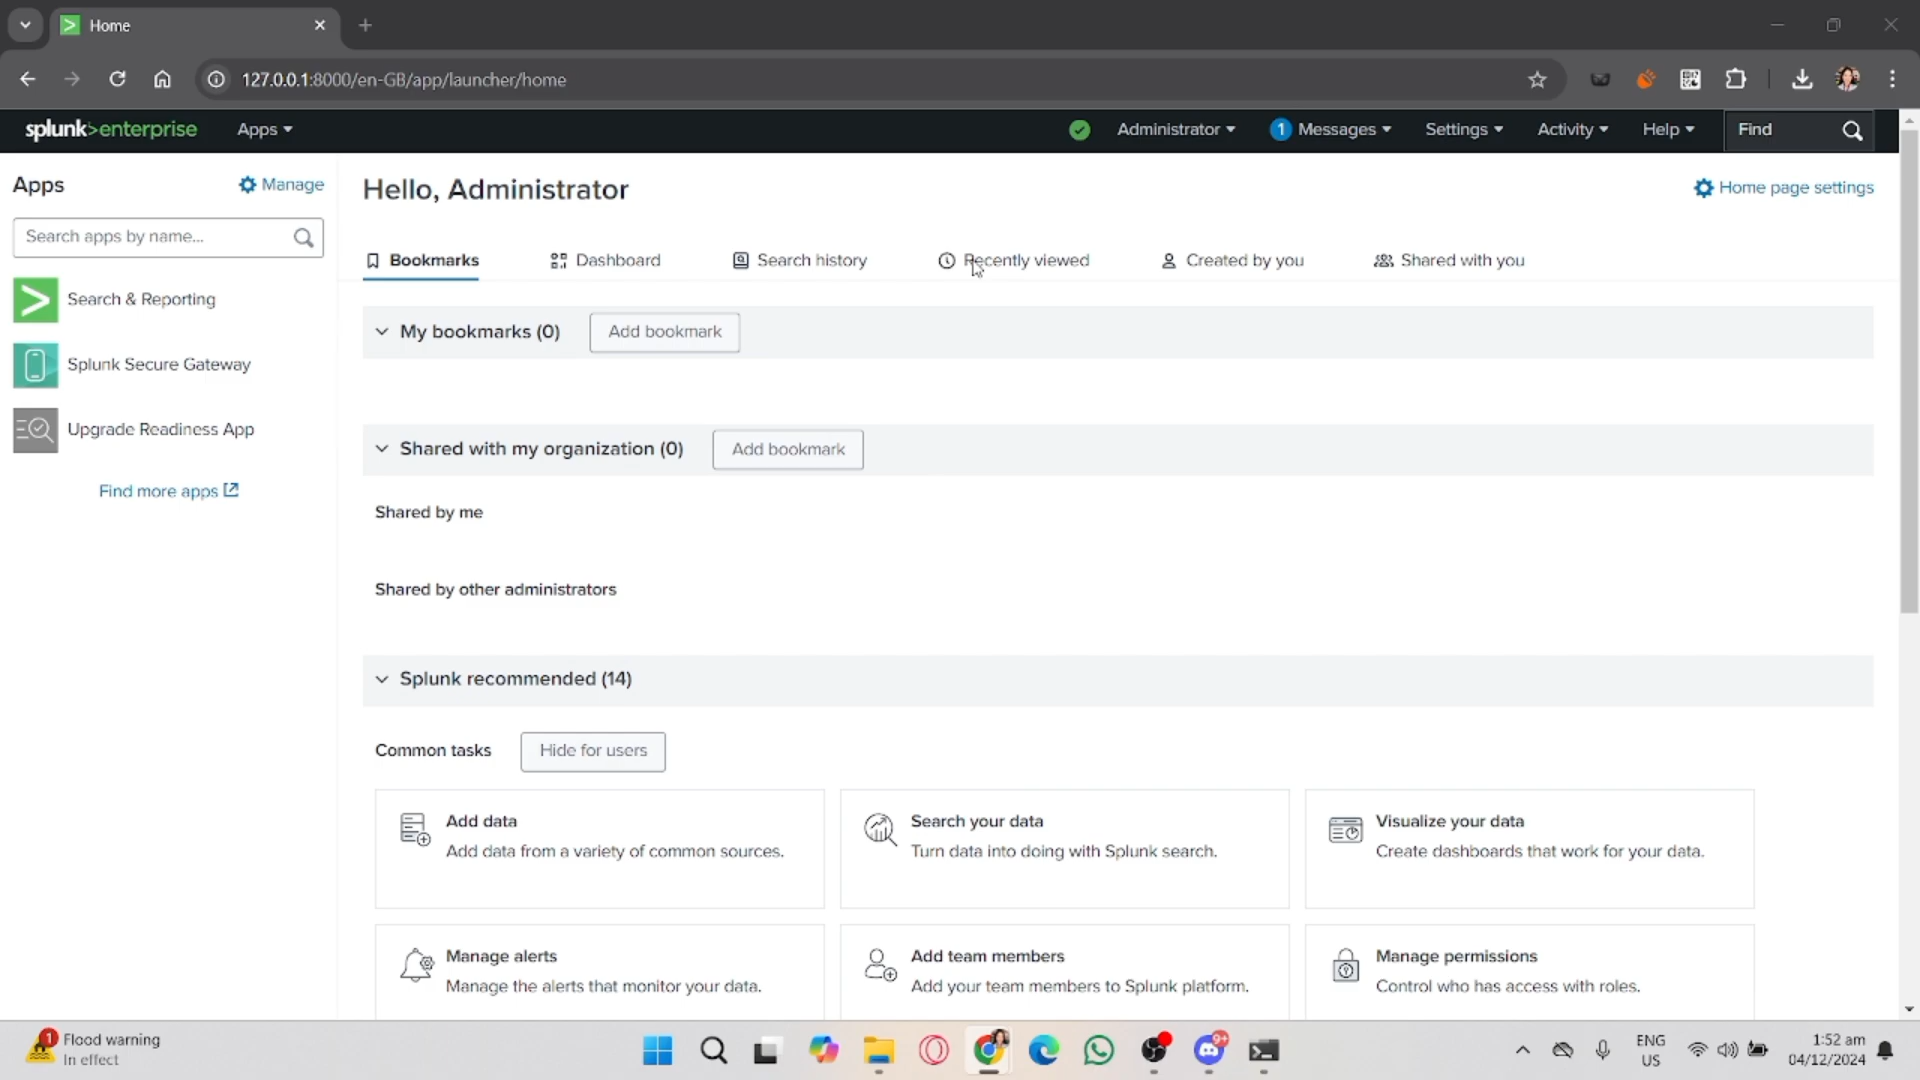 Home
127.0.0.1:8000/en-GB/app/launcher/home
splunk>enterprise Apps Administrator 1 Messages Settings Activity Help Find
Apps Manage
Search apps by name...
Search & Reporting
Splunk Secure Gateway
Upgrade Readiness App
Find more apps
Hello, Administrator
Home page settings
Bookmarks Dashboard Search history Recently viewed Created by you Shared with you
My bookmarks (0) Add bookmark
Shared with my organization (0) Add bookmark
Shared by me
Shared by other administrators
Splunk recommended (14)
Common tasks Hide for users
Add data
Add data from a variety of common sources.
Search your data
Turn data into doing with Splunk search.
Visualize your data
Create dashboards that work for your data.
Manage alerts
Manage the alerts that monitor your data.
Add team members
Add your team members to Splunk platform.
Manage permissions
Control who has access with roles.
1
Flood warning
In effect
9+
ENG
US
1:52 am
04/12/2024